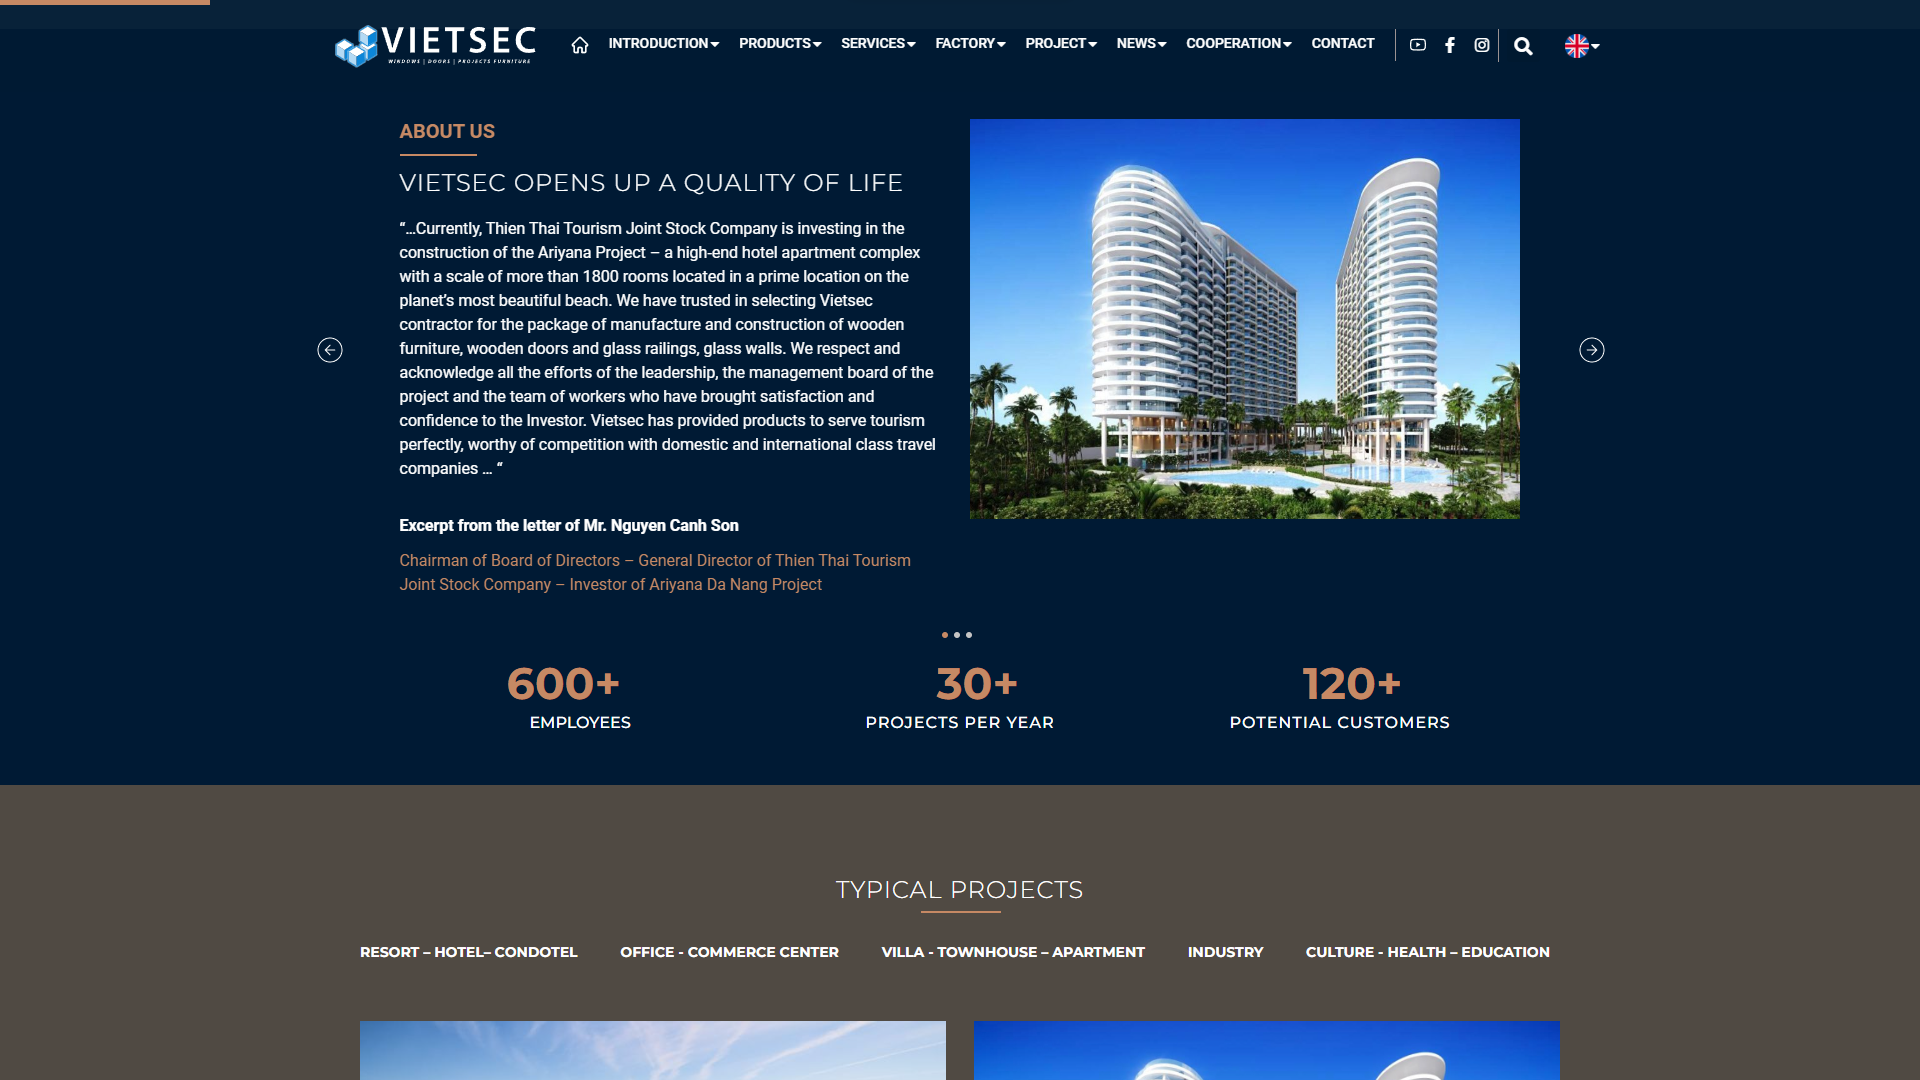 VIETSEC
WINDOWS | DOORS | PROJECTS FURNITURE
INTRODUCTION
PRODUCTS
SERVICES
FACTORY
PROJECT
NEWS
COOPERATION
CONTACT
ABOUT US
VIETSEC OPENS UP A QUALITY OF LIFE
“…Currently, Thien Thai Tourism Joint Stock Company is investing in the
construction of the Ariyana Project – a high-end hotel apartment complex
with a scale of more than 1800 rooms located in a prime location on the
planet’s most beautiful beach. We have trusted in selecting Vietsec
contractor for the package of manufacture and construction of wooden
furniture, wooden doors and glass railings, glass walls. We respect and
acknowledge all the efforts of the leadership, the management board of the
project and the team of workers who have brought satisfaction and
confidence to the Investor. Vietsec has provided products to serve tourism
perfectly, worthy of competition with domestic and international class travel
companies … “
Excerpt from the letter of Mr. Nguyen Canh Son
Chairman of Board of Directors – General Director of Thien Thai Tourism
Joint Stock Company – Investor of Ariyana Da Nang Project
600+
EMPLOYEES
30+
PROJECTS PER YEAR
120+
POTENTIAL CUSTOMERS
TYPICAL PROJECTS
RESORT – HOTEL– CONDOTEL
OFFICE - COMMERCE CENTER
VILLA - TOWNHOUSE – APARTMENT
INDUSTRY
CULTURE - HEALTH – EDUCATION